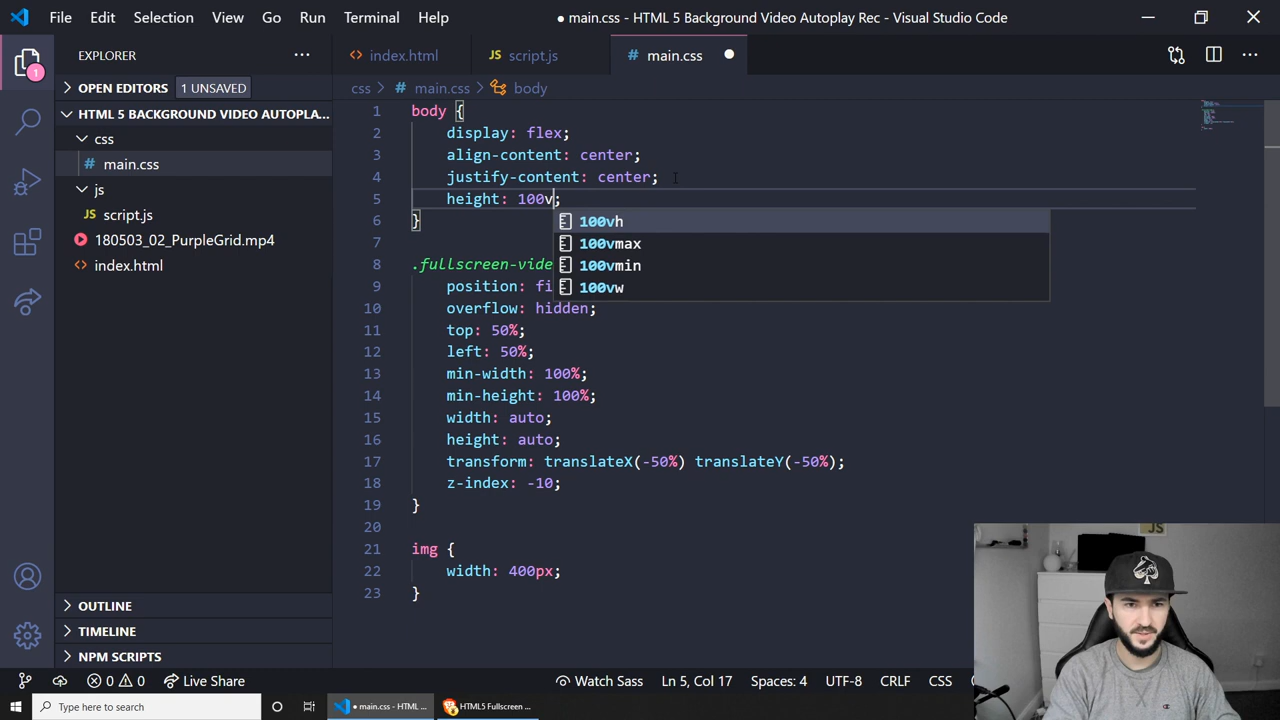 File Edit Selection View Go Run Terminal Help ● main.css - HTML 5 Background Video Autoplay Rec - Visual Studio Code
EXPLORER ···
index.html JS script.js # main.css ●
OPEN EDITORS 1 UNSAVED
css > # main.css > body
HTML 5 BACKGROUND VIDEO AUTOPLA...
css
# main.css
js
JS script.js
180503_02_PurpleGrid.mp4
<> index.html
1
1 body {
2 display: flex;
3 align-content: center;
4 justify-content: center;
5 height: 100v;
6 }
7
8 .fullscreen-vide
9 position: fi
10 overflow: hidden;
11 top: 50%;
12 left: 50%;
13 min-width: 100%;
14 min-height: 100%;
15 width: auto;
16 height: auto;
17 transform: translateX(-50%) translateY(-50%);
18 z-index: -10;
19 }
20
21 img {
22 width: 400px;
23 }
100vh
100vmax
100vmin
100vw
OUTLINE
TIMELINE
NPM SCRIPTS
0 0 Live Share Watch Sass Ln 5, Col 17 Spaces: 4 UTF-8 CRLF CSS
Type here to search ● main.css - HTML ... HTML5 Fullscreen ...
JS